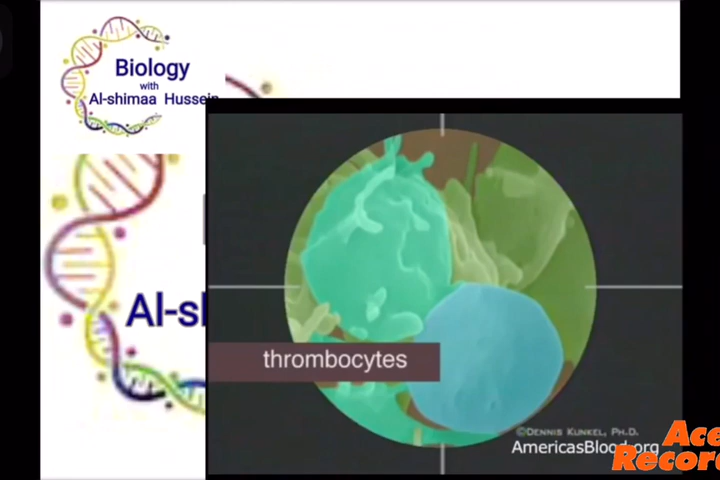 Biology
with
Al-shimaa Hussein
Al-s
thrombocytes
©DENNIS KUNKEL, PH.D.
AmericasBlood.org
Ace
Recor